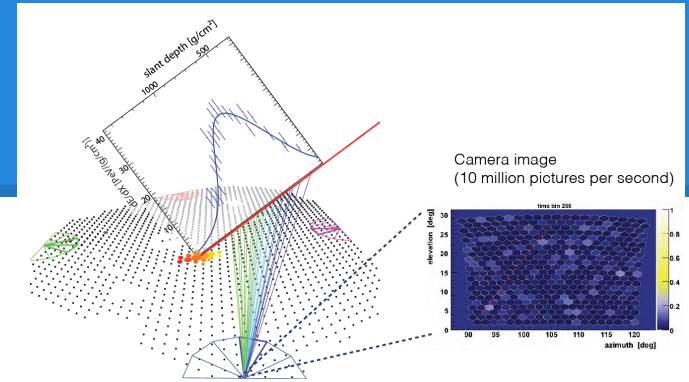 slant depth [g/cm²]
500
1000
dE/dX [PeV/(g/cm²)]
40
30
20
10
Camera image
(10 million pictures per second)
time bin 266
elevation [deg]
30
25
20
15
10
5
0
90 95 100 105 110 115 120
azimuth [deg]
1
0.8
0.6
0.4
0.2
0